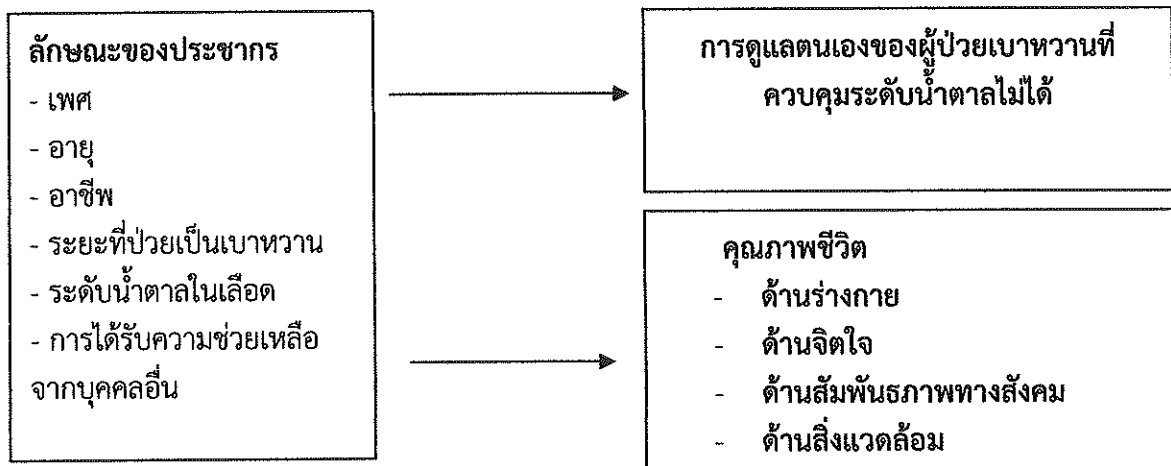 ลักษณะของประชากร
- เพศ
- อายุ
- อาชีพ
- ระยะที่ป่วยเป็นเบาหวาน
- ระดับน้ำตาลในเลือด
- การได้รับความช่วยเหลือ
จากบุคคลอื่น
การดูแลตนเองของผู้ป่วยเบาหวานที่
ควบคุมระดับน้ำตาลไม่ได้
คุณภาพชีวิต
- ด้านร่างกาย
- ด้านจิตใจ
- ด้านสัมพันธภาพทางสังคม
- ด้านสิ่งแวดล้อม